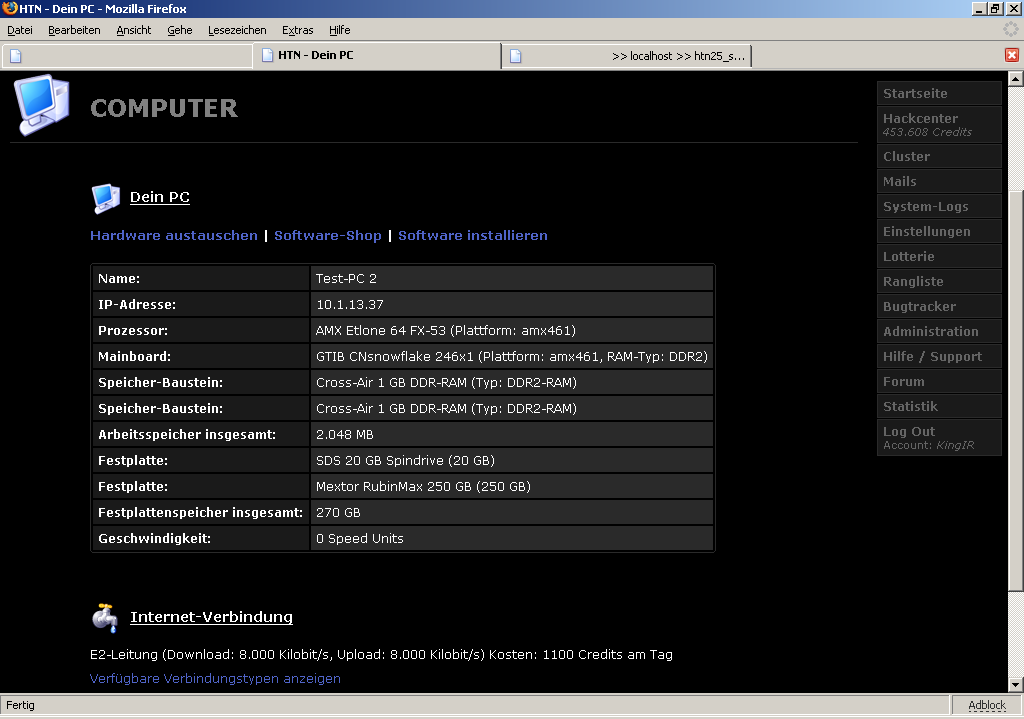 HTN - Dein PC - Mozilla Firefox
Datei Bearbeiten Ansicht Gehe Lesezeichen Extras Hilfe
HTN - Dein PC
>> localhost >> htn25_s...
COMPUTER
Dein PC
Hardware austauschen | Software-Shop | Software installieren
Name: Test-PC 2
IP-Adresse: 10.1.13.37
Prozessor: AMX Etlone 64 FX-53 (Plattform: amx461)
Mainboard: GTIB CNsnowflake 246x1 (Plattform: amx461, RAM-Typ: DDR2)
Speicher-Baustein: Cross-Air 1 GB DDR-RAM (Typ: DDR2-RAM)
Speicher-Baustein: Cross-Air 1 GB DDR-RAM (Typ: DDR2-RAM)
Arbeitsspeicher insgesamt: 2.048 MB
Festplatte: SDS 20 GB Spindrive (20 GB)
Festplatte: Mextor RubinMax 250 GB (250 GB)
Festplattenspeicher insgesamt: 270 GB
Geschwindigkeit: 0 Speed Units
Internet-Verbindung
E2-Leitung (Download: 8.000 Kilobit/s, Upload: 8.000 Kilobit/s) Kosten: 1100 Credits am Tag
Verfügbare Verbindungstypen anzeigen
Startseite
Hackcenter
453.608 Credits
Cluster
Mails
System-Logs
Einstellungen
Lotterie
Rangliste
Bugtracker
Administration
Hilfe / Support
Forum
Statistik
Log Out
Account: KingIR
Fertig
Adblock